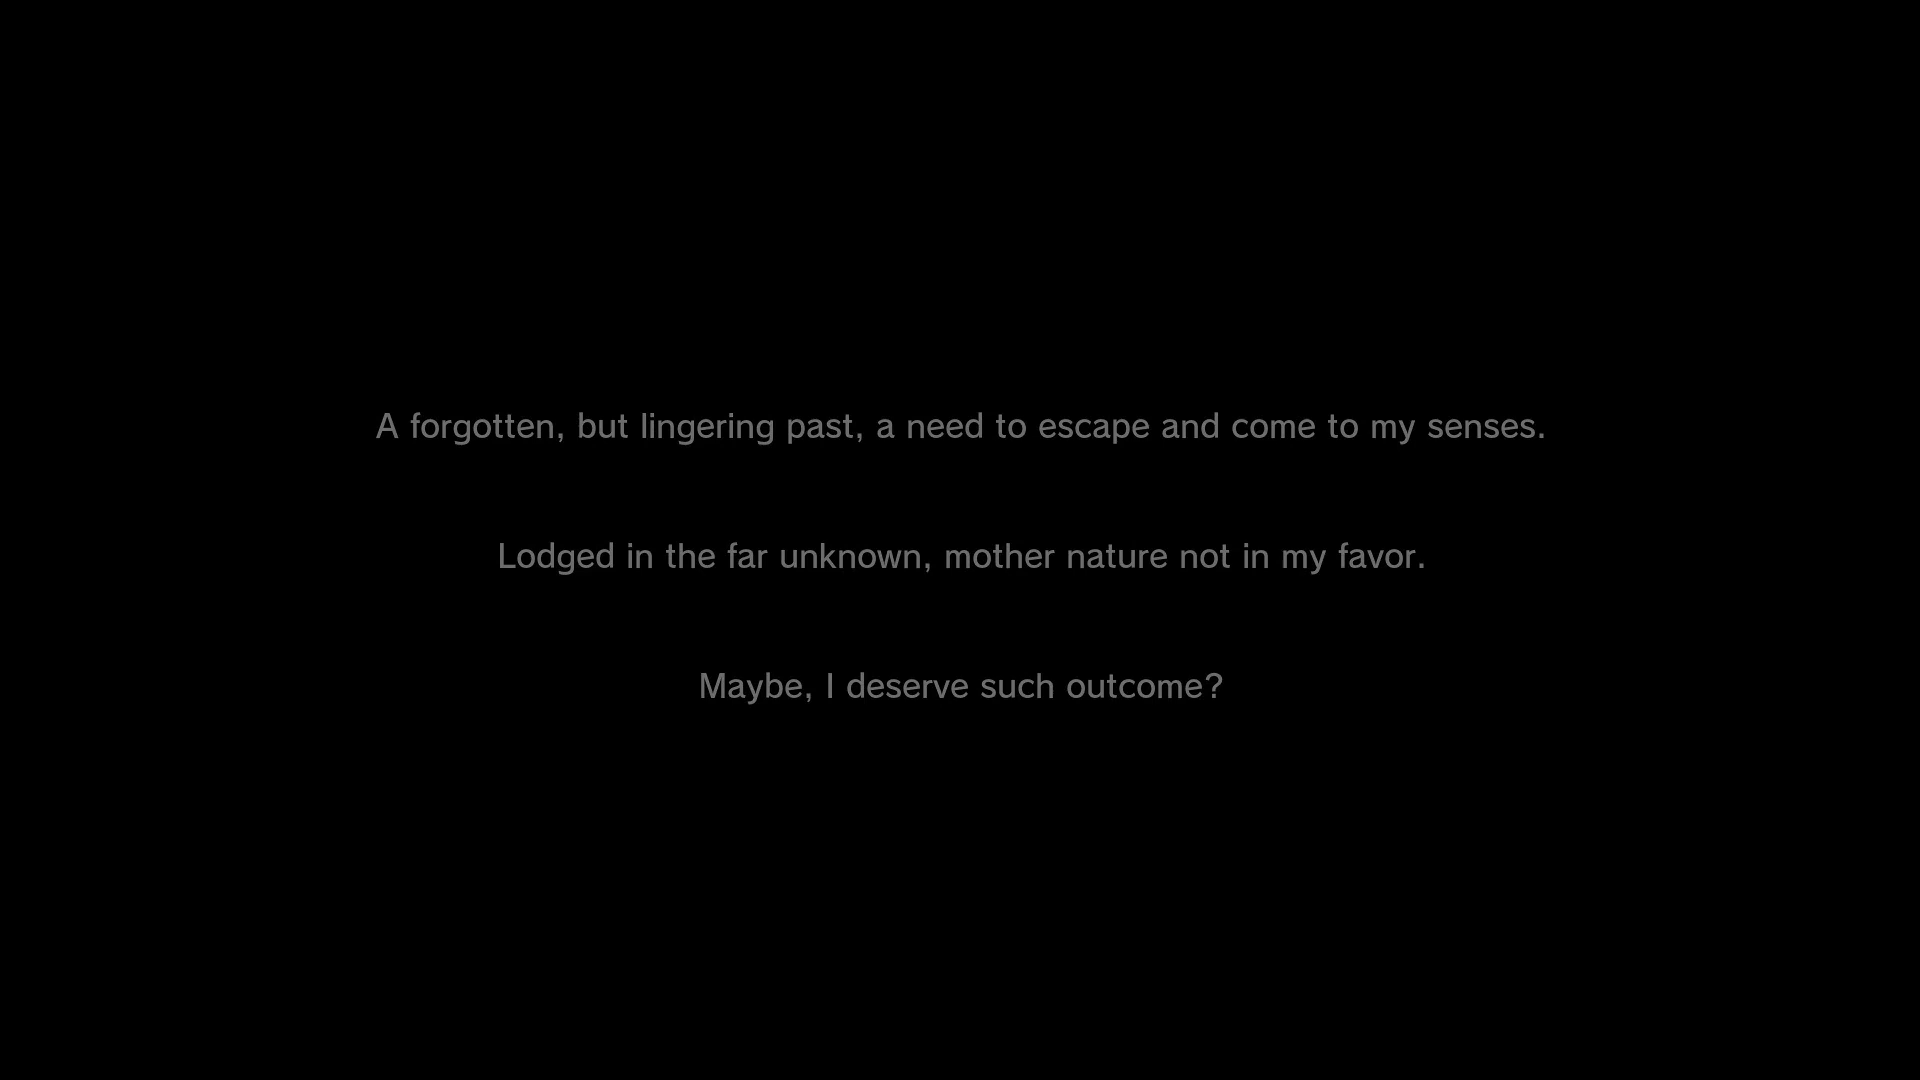 A forgotten, but lingering past, a need to escape and come to my senses.
Lodged in the far unknown, mother nature not in my favor.
Maybe, I deserve such outcome?